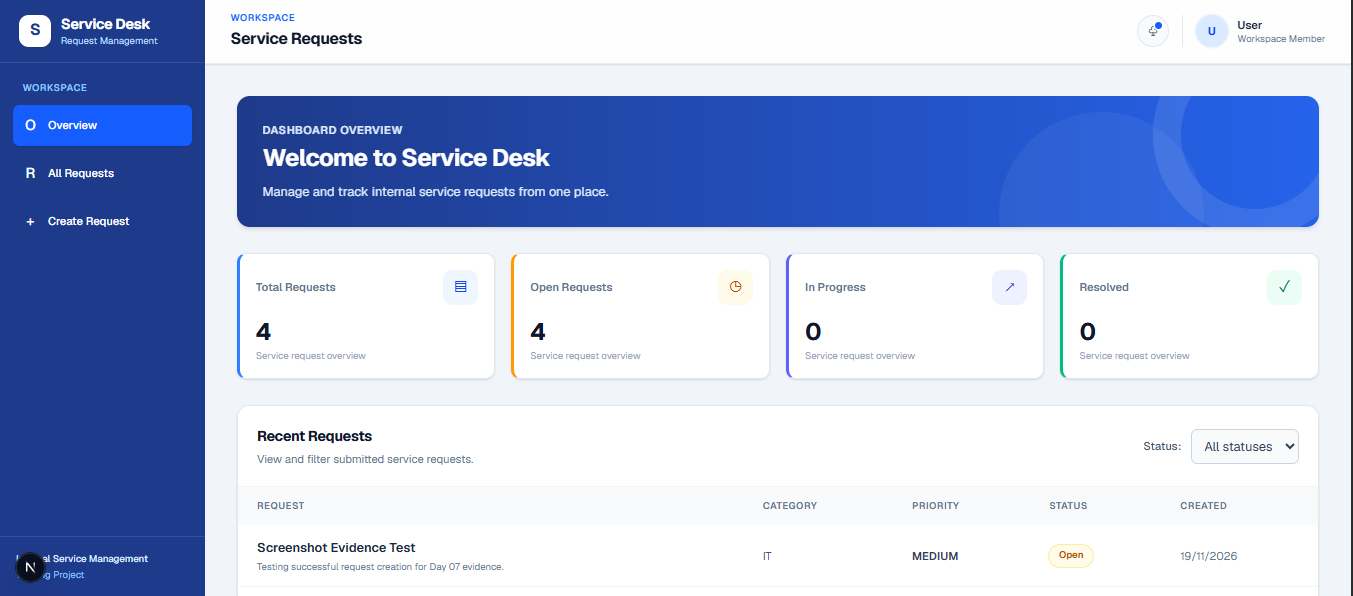 S
Service Desk
Request Management
WORKSPACE
O Overview
R All Requests
+ Create Request
al Service Management
g Project
N
WORKSPACE
Service Requests
U
User
Workspace Member
DASHBOARD OVERVIEW
Welcome to Service Desk
Manage and track internal service requests from one place.
Total Requests
4
Service request overview
Open Requests
4
Service request overview
In Progress
0
Service request overview
Resolved
0
Service request overview
Recent Requests
View and filter submitted service requests.
Status: All statuses
REQUEST CATEGORY PRIORITY STATUS CREATED
Screenshot Evidence Test
Testing successful request creation for Day 07 evidence.
IT MEDIUM Open 19/11/2026